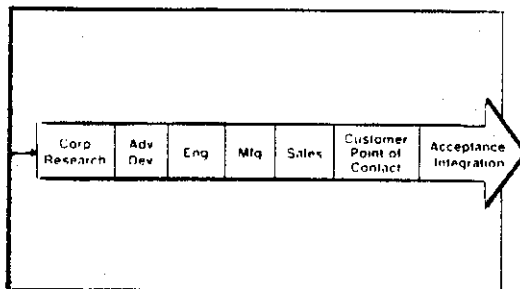 Corp
Research
Adv
Dev
Eng
Mfg
Sales
Customer
Point of
Contact
Acceptance
Integration